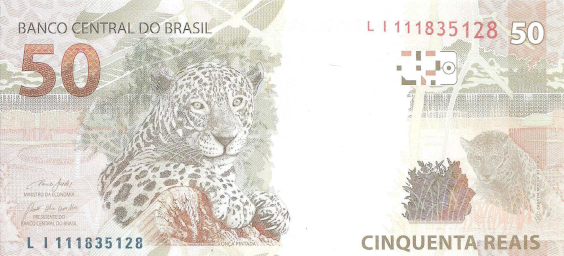 BANCO CENTRAL DO BRASIL
50
L I 111835128
50
MINISTRO DA ECONOMIA
PRESIDENTE DO
BANCO CENTRAL DO BRASIL
ONÇA PINTADA
L I 111835128
CINQUENTA REAIS